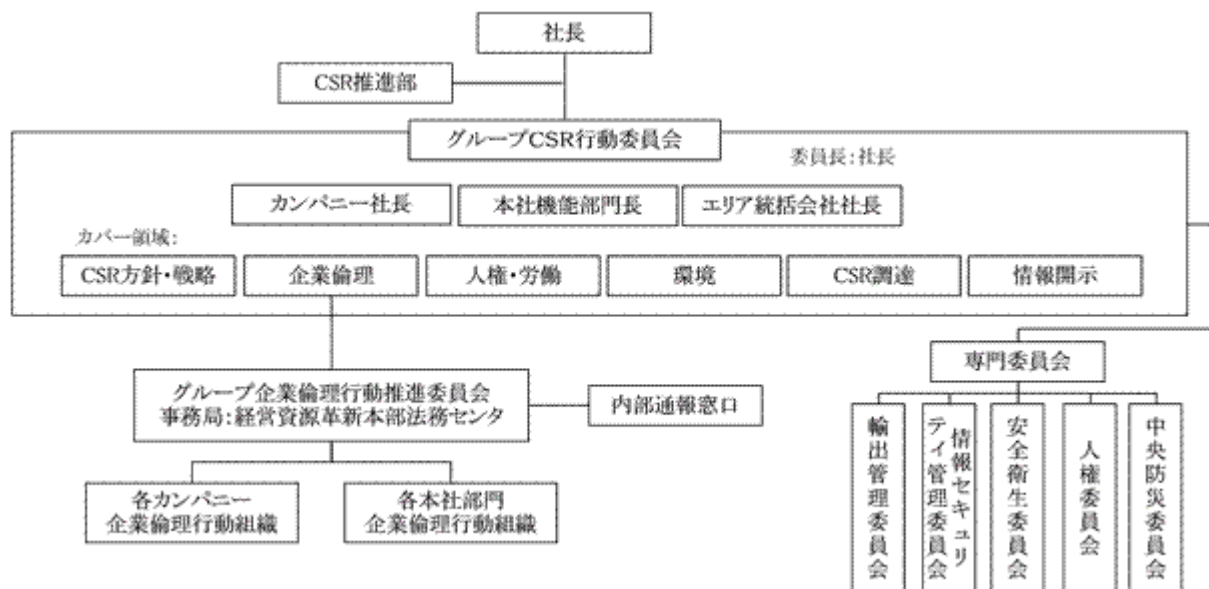 社長
CSR推進部
グループCSR行動委員会
委員長:社長
カンパニー社長
本社機能部門長
エリア統括会社社長
カバー領域:
CSR方針・戦略
企業倫理
人権・労働
環境
CSR調達
情報開示
専門委員会
グループ企業倫理行動推進委員会
事務局:経営資源革新本部法務センタ
内部通報窓口
各カンパニー
企業倫理行動組織
各本社部門
企業倫理行動組織
輸出管理委員会
情報セキュリ
ティ管理委員会
安全衛生委員会
人権委員会
中央防災委員会